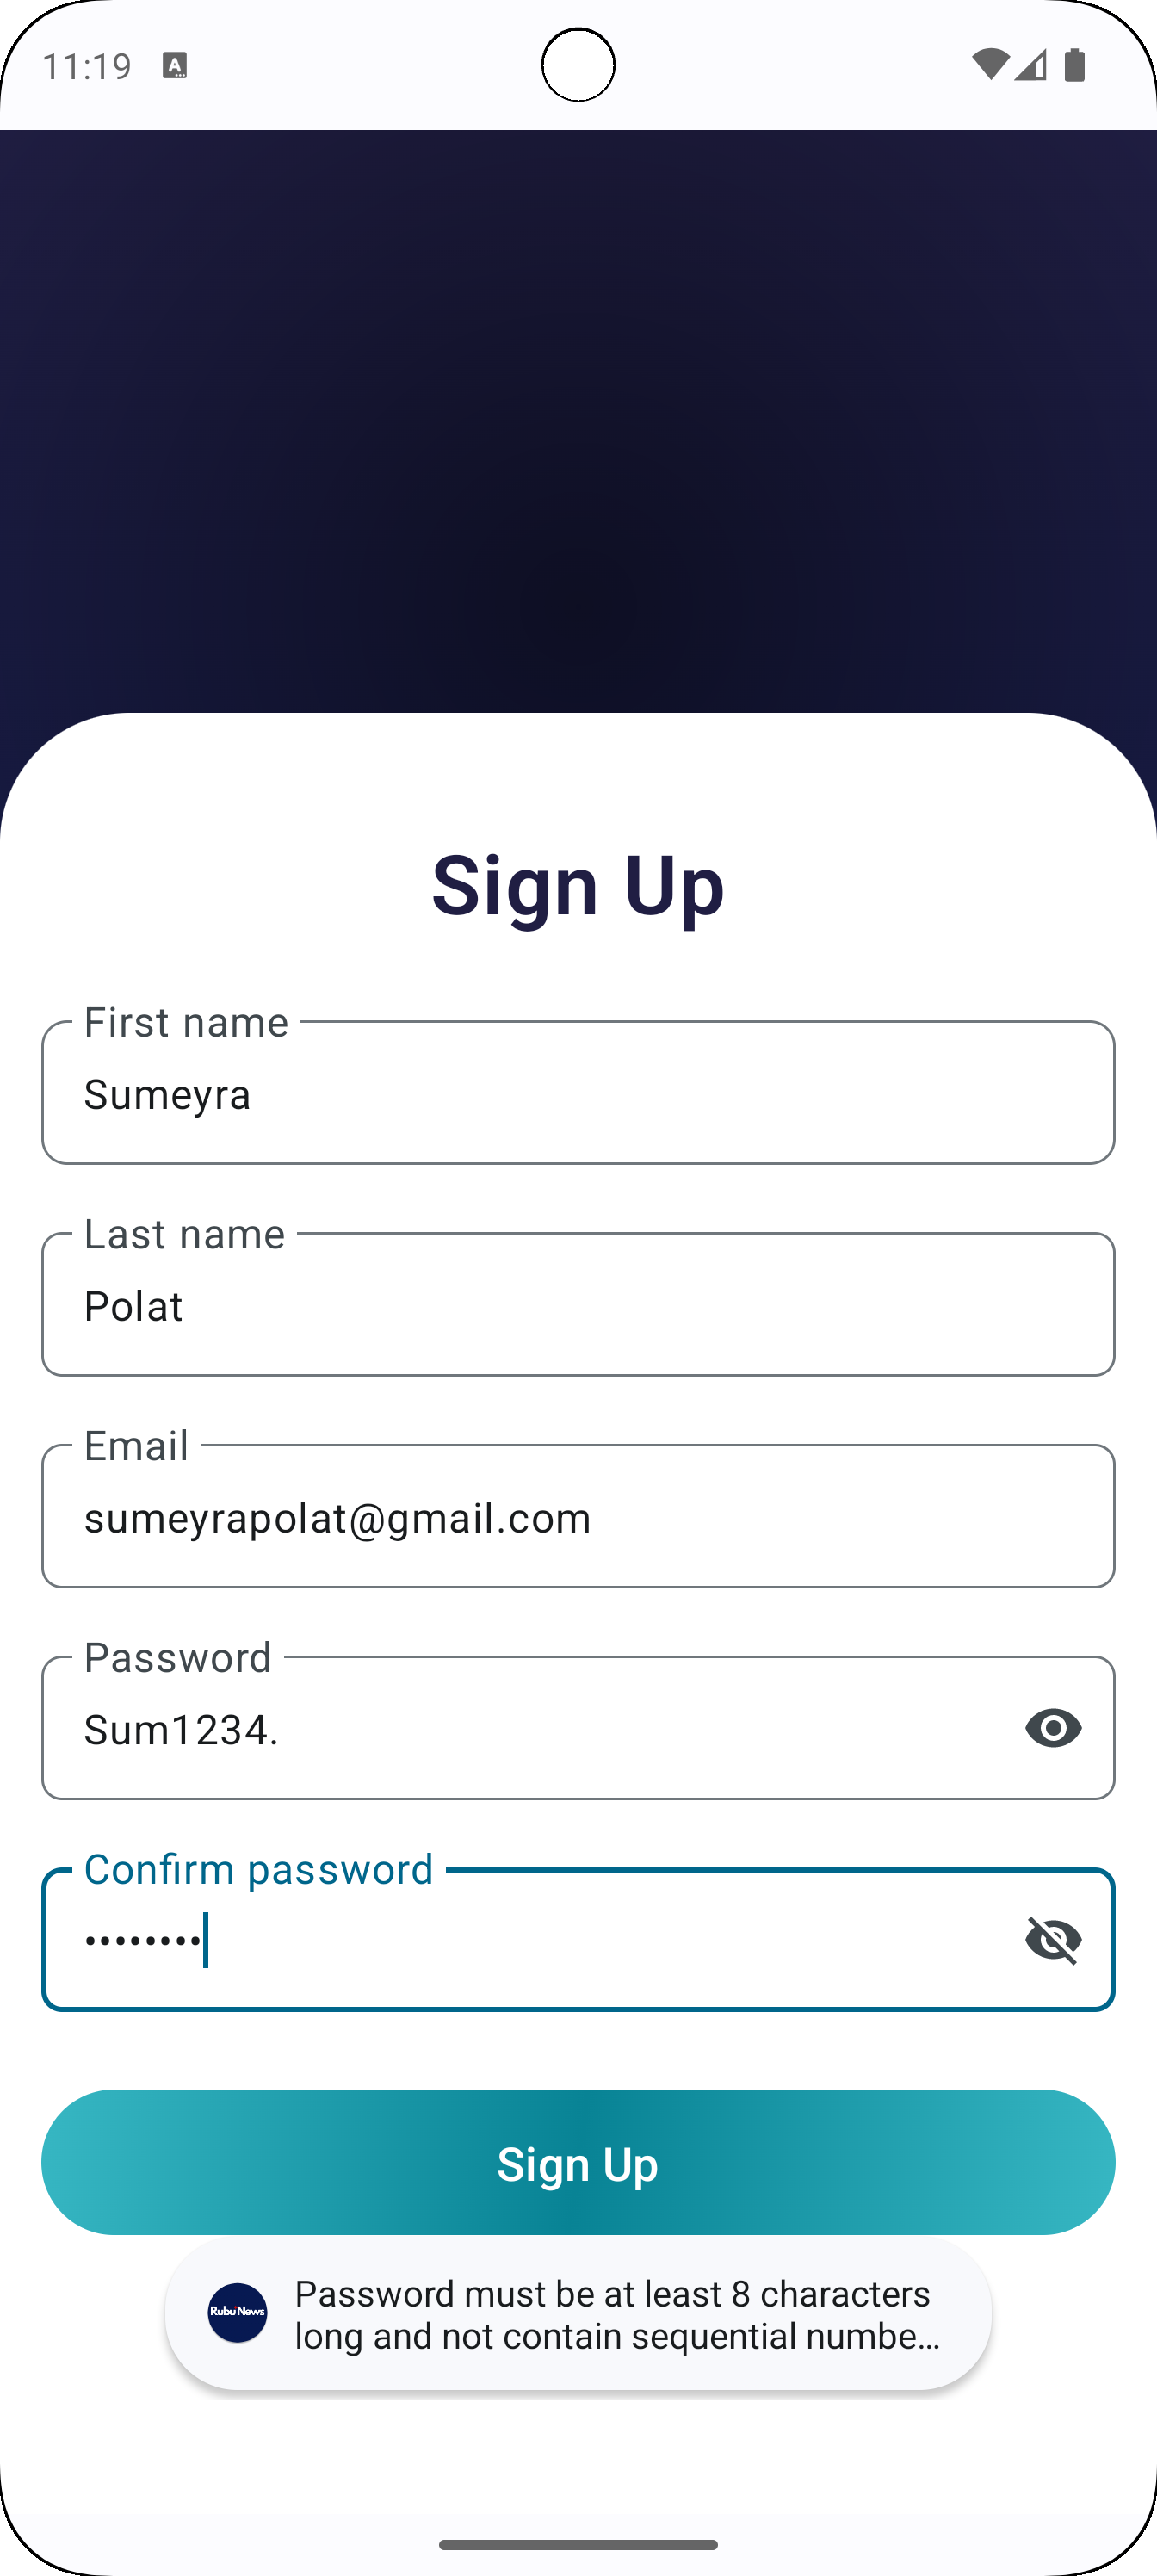 11:19
Sign Up
First name
Sumeyra
Last name
Polat
Email
sumeyrapolat@gmail.com
Password
Sum1234.
Confirm password
••••••••
Sign Up
Rubu News
Password must be at least 8 characters
long and not contain sequential numbe...